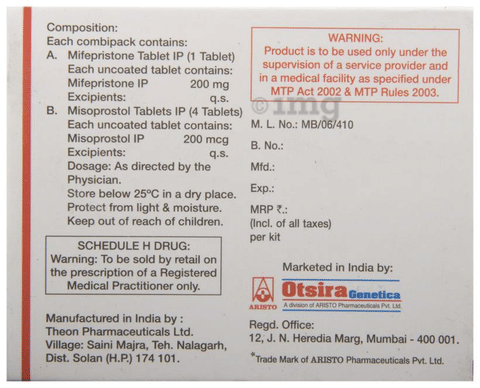 Composition:
Each combipack contains:
A. Mifepristone Tablet IP (1 Tablet)
Each uncoated tablet contains:
Mifepristone IP 200 mg
Excipients: q.s.
B. Misoprostol Tablets IP (4 Tablets)
Each uncoated tablet contains:
Misoprostol IP 200 mcg
Excipients: q.s.
Dosage: As directed by the
Physician.
Store below 25ºC in a dry place.
Protect from light & moisture.
Keep out of reach of children.
SCHEDULE H DRUG:
Warning: To be sold by retail on
the prescription of a Registered
Medical Practitioner only.
Manufactured in India by :
Theon Pharmaceuticals Ltd.
Village: Saini Majra, Teh. Nalagarh,
Dist. Solan (H.P.) 174 101.
WARNING:
Product is to be used only under the
supervision of a service provider and
in a medical facility as specified under
MTP Act 2002 & MTP Rules 2003.
© 1mg
M. L. No.: MB/06/410
B. No.:
Mfd.:
Exp.:
MRP ₹.:
(Incl. of all taxes)
per kit
Marketed in India by:
ARISTO
Otsira
Genetica
A division of ARISTO Pharmaceuticals Pvt. Ltd.
Regd. Office:
12, J. N. Heredia Marg, Mumbai - 400 001.
*Trade Mark of ARISTO Pharmaceuticals Pvt. Ltd.